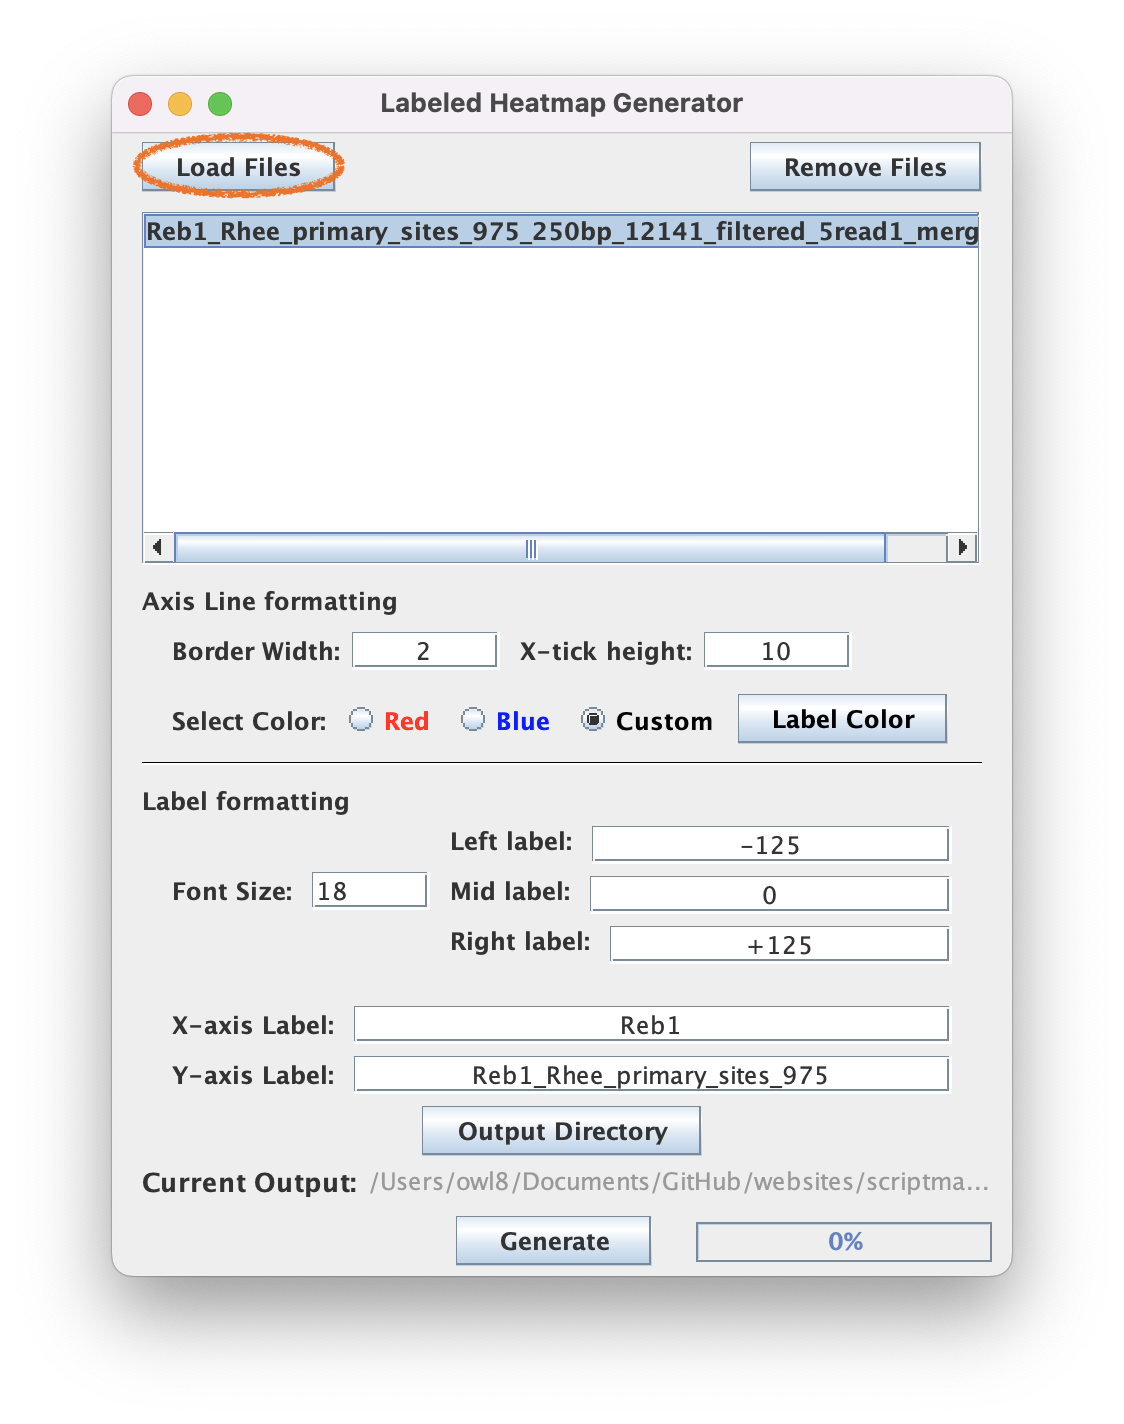 Labeled Heatmap Generator
Load Files
Remove Files
Reb1_Rhee_primary_sites_975_250bp_12141_filtered_5read1_merg
Axis Line formatting
Border Width: 2 X-tick height: 10
Select Color: Red Blue Custom Label Color
Label formatting
Left label: -125
Font Size: 18 Mid label: 0
Right label: +125
X-axis Label: Reb1
Y-axis Label: Reb1_Rhee_primary_sites_975
Output Directory
Current Output: /Users/owl8/Documents/GitHub/websites/scriptma...
Generate 0%